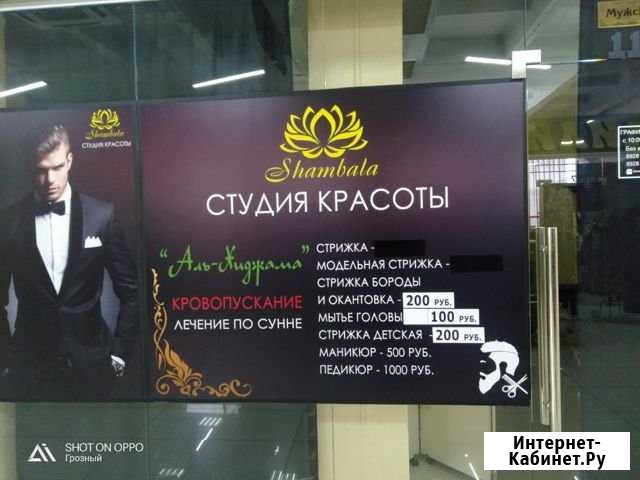 Shambala
СТУДИЯ КРАСОТЫ
Shambala
СТУДИЯ КРАСОТЫ
"Аль-Хиджама"
КРОВОПУСКАНИЕ
ЛЕЧЕНИЕ ПО СУННЕ
СТРИЖКА -
МОДЕЛЬНАЯ СТРИЖКА -
СТРИЖКА БОРОДЫ
И ОКАНТОВКА - 200 РУБ.
МЫТЬЕ ГОЛОВЫ 100 РУБ.
СТРИЖКА ДЕТСКАЯ - 200 РУБ.
МАНИКЮР - 500 РУБ.
ПЕДИКЮР - 1000 РУБ.
11
SHOT ON OPPO
Грозный
Интернет-
Кабинет.Ру